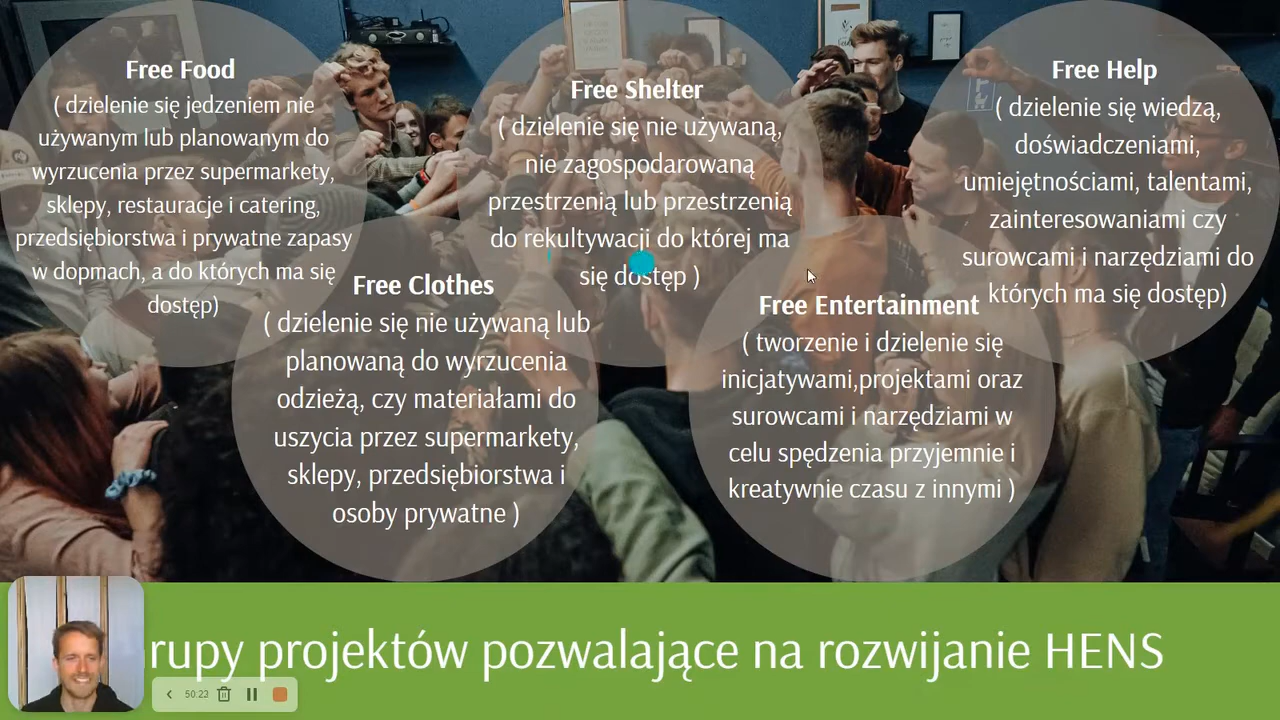 Free Food
( dzielenie się jedzeniem nie
używanym lub planowanym do
wyrzucenia przez supermarkety,
sklepy, restauracje i catering,
przedsiębiorstwa i prywatne zapasy
w dopmach, a do których ma się
dostęp)
Free Shelter
( dzielenie się nie używaną,
nie zagospodarowaną
przestrzenią lub przestrzenią
do rekultywacji do której ma
się dostęp )
Free Help
( dzielenie się wiedzą,
doświadczeniami,
umiejętnościami, talentami,
zainteresowaniami czy
surowcami i narzędziami do
których ma się dostęp)
Free Clothes
( dzielenie się nie używaną lub
planowaną do wyrzucenia
odzieżą, czy materiałami do
uszycia przez supermarkety,
sklepy, przedsiębiorstwa i
osoby prywatne )
Free Entertainment
( tworzenie i dzielenie się
inicjatywami,projektami oraz
surowcami i narzędziami w
celu spędzenia przyjemnie i
kreatywnie czasu z innymi )
rupy projektów pozwalające na rozwijanie HENS
50:23